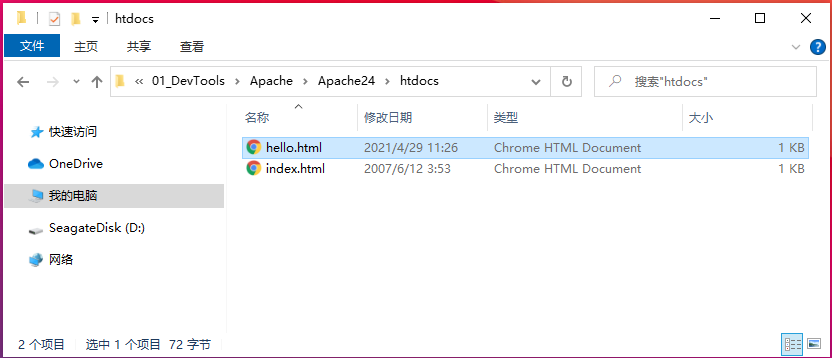 htdocs
文件 主页 共享 查看
« 01_DevTools > Apache > Apache24 > htdocs 搜索"htdocs"
名称 修改日期 类型 大小
快速访问
hello.html 2021/4/29 11:26 Chrome HTML Document 1 KB
OneDrive
index.html 2007/6/12 3:53 Chrome HTML Document 1 KB
我的电脑
SeagateDisk (D:)
网络
2 个项目 选中 1 个项目 72 字节